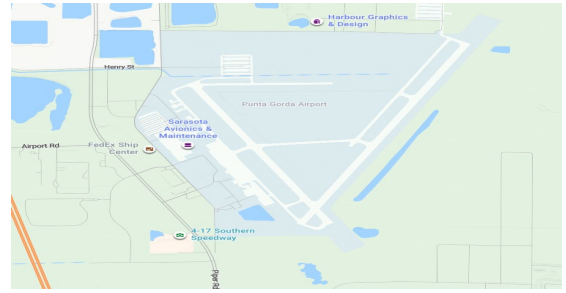 Harbour Graphics
& Design
Henry St
Punta Gorda Airport
Sarasota
Avionics &
Maintenance
Airport Rd
FedEx Ship
Center
4-17 Southern
Speedway
Piper Rd